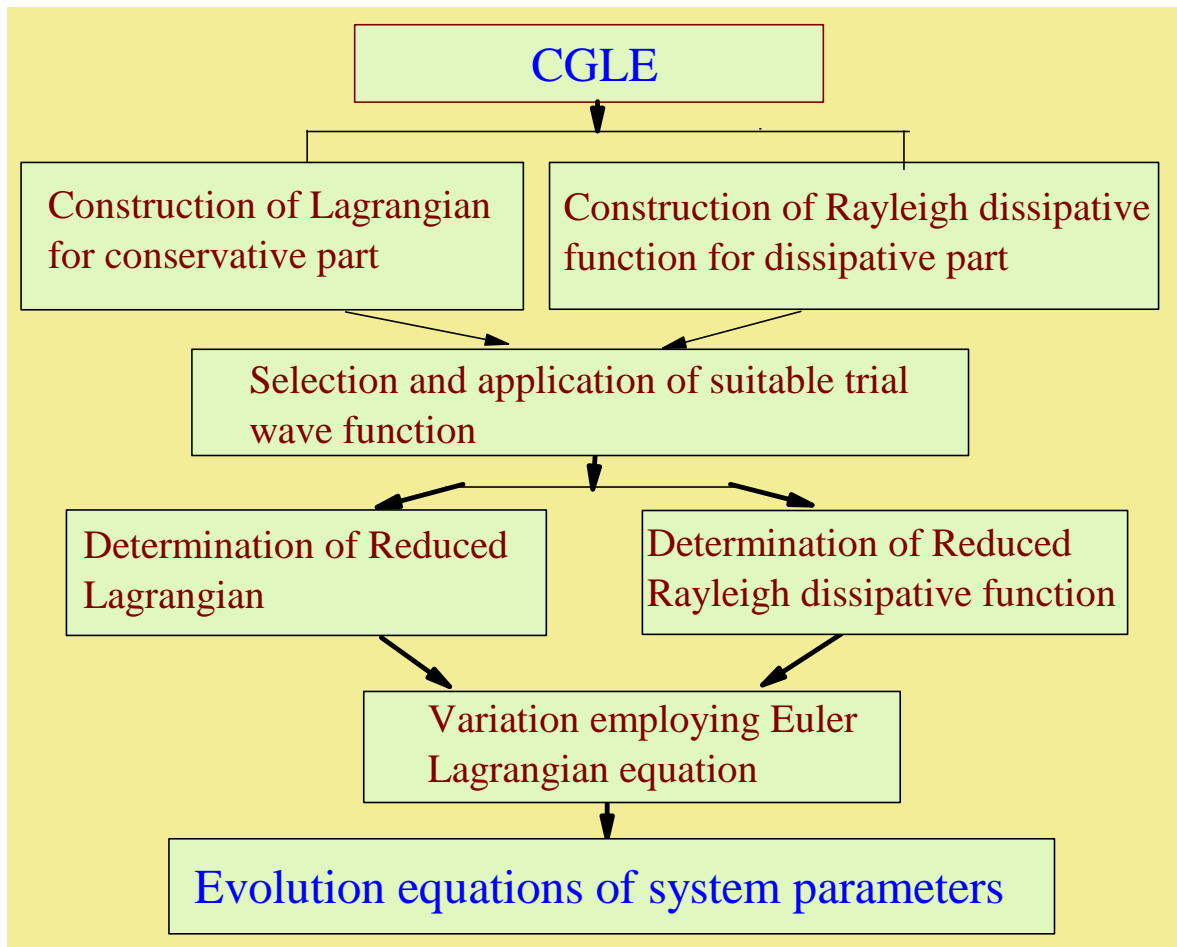 CGLE
Construction of Lagrangian
for conservative part
Construction of Rayleigh dissipative
function for dissipative part
Selection and application of suitable trial
wave function
Determination of Reduced
Lagrangian
Determination of Reduced
Rayleigh dissipative function
Variation employing Euler
Lagrangian equation
Evolution equations of system parameters